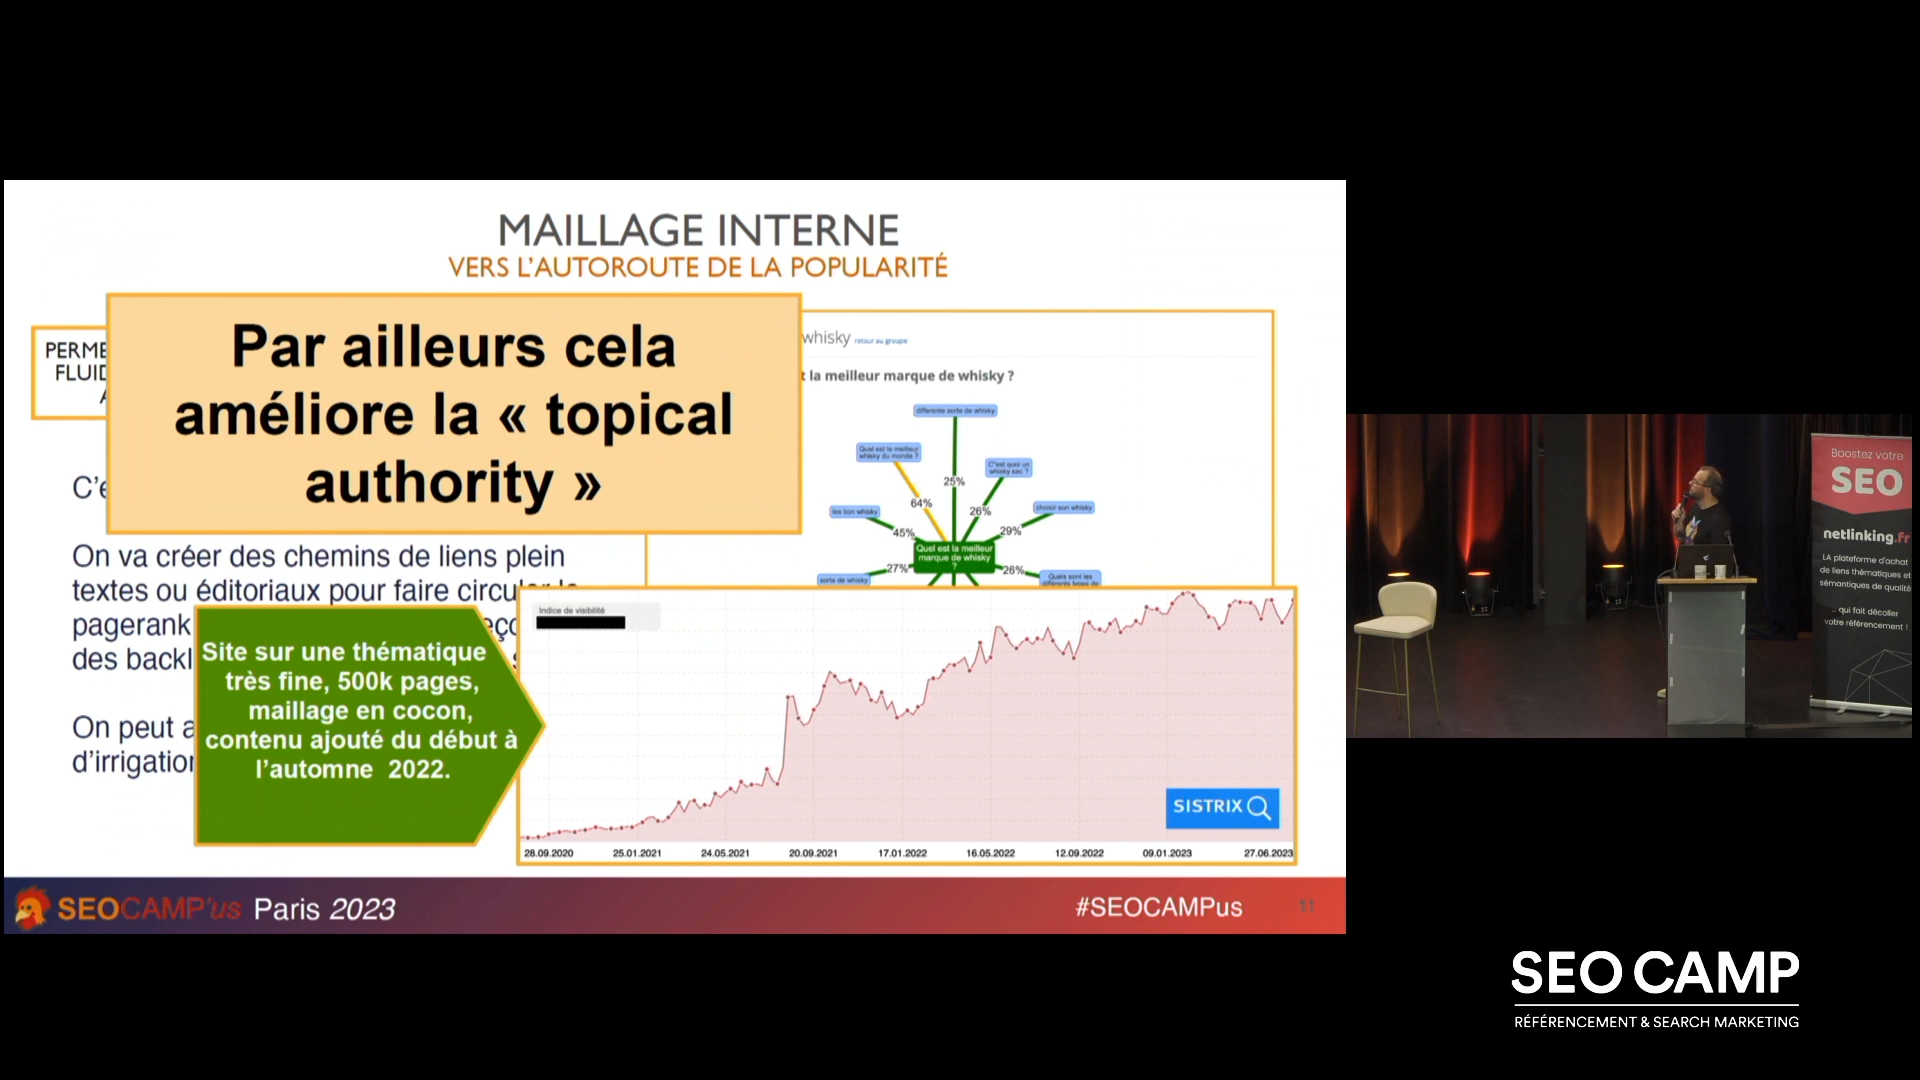 MAILLAGE INTERNE
VERS L'AUTOROUTE DE LA POPULARITÉ
Par ailleurs cela
améliore la « topical
authority »
PERME
FLUID
A
C'e
On va créer des chemins de liens plein
textes ou éditoriaux pour faire circu
pagerank
des backl
On peut a
d'irrigation
whisky retour au groupe
t la meilleur marque de whisky ?
differente sorte de whisky
Quel est le meilleur
whisky du monde ?
C'est quoi un
whisky sec ?
les bon whisky
choisir son whisky
sorte de whisky
Quels sont les
différents types de
Quel est la meilleur
marque de whisky
?
25%
64%
26%
45%
29%
27%
26%
Site sur une thématique
très fine, 500k pages,
maillage en cocon,
contenu ajouté du début à
l'automne 2022.
Indice de visibilité
SISTRIX
28.09.2020 25.01.2021 24.05.2021 20.09.2021 17.01.2022 16.05.2022 12.09.2022 09.01.2023 27.06.2023
SEOCAMP'us Paris 2023
#SEOCAMPus
11
Boostez votre
SEO
netlinking.Fr
LA plateforme d'achat
de liens thématiques et
sémantiques de qualité
... qui fait décoller
votre référencement !
SEO CAMP
RÉFÉRENCEMENT & SEARCH MARKETING